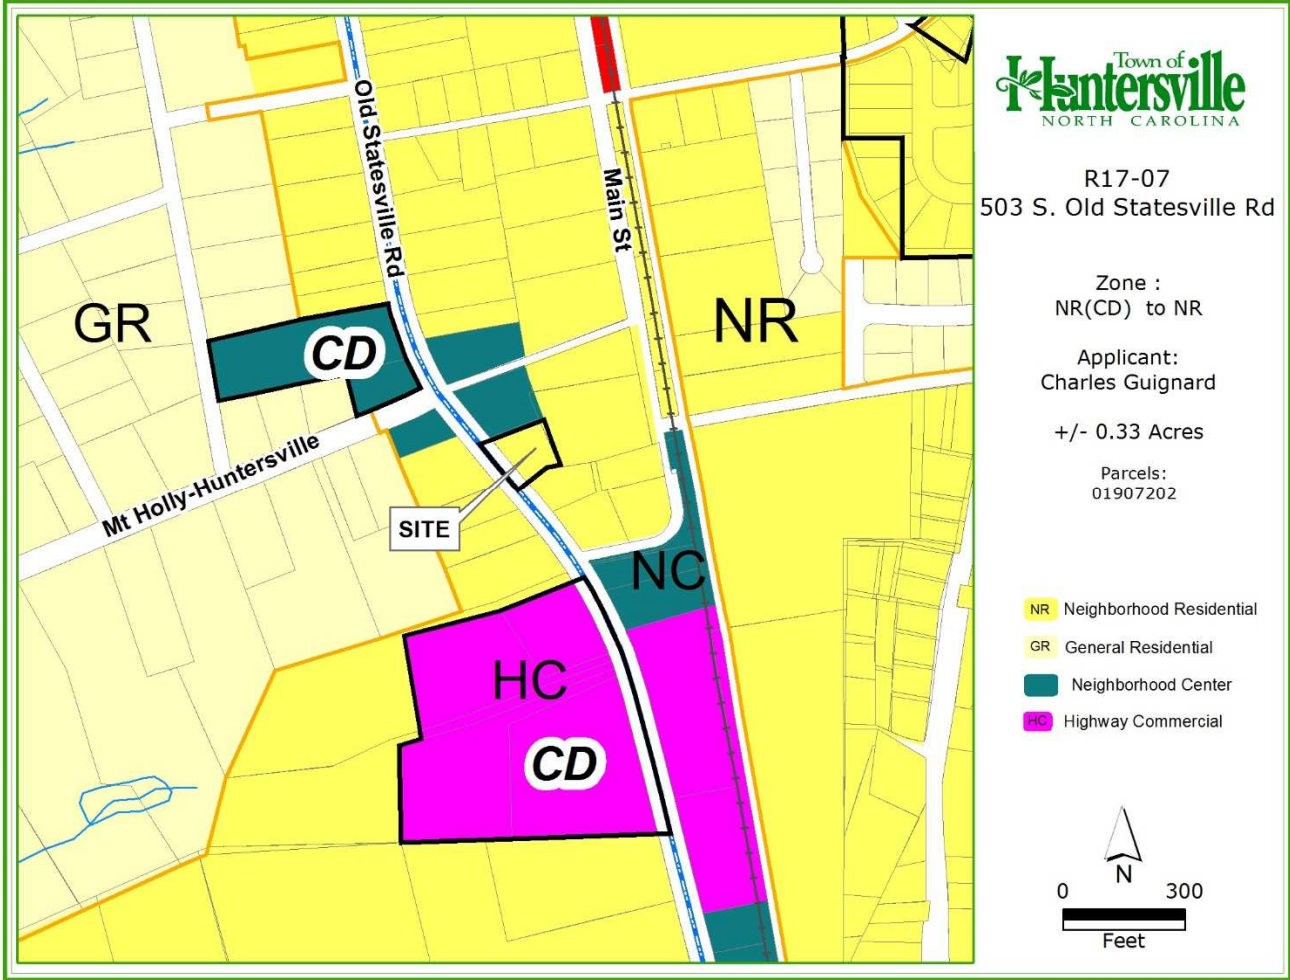 Town of
Huntersville
NORTH CAROLINA
R17-07
503 S. Old Statesville Rd
Zone :
NR(CD) to NR
Applicant:
Charles Guignard
+/- 0.33 Acres
Parcels:
01907202
NR Neighborhood Residential
GR General Residential
Neighborhood Center
HC Highway Commercial
N
0 300
Feet
Old Statesville Rd
Main St
GR
CD
NR
Mt Holly-Huntersville
SITE
NC
HC
CD